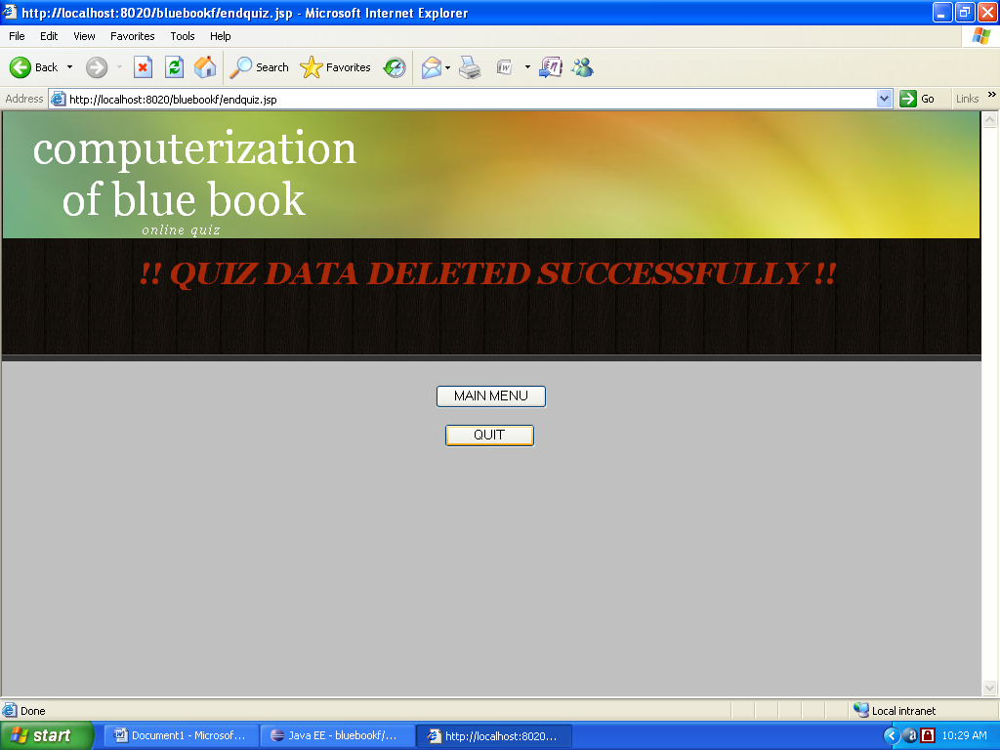 http://localhost:8020/bluebookf/endquiz.jsp - Microsoft Internet Explorer
File Edit View Favorites Tools Help
Back Search Favorites
Address http://localhost:8020/bluebookf/endquiz.jsp Go Links »
computerization
of blue book
online quiz
!! QUIZ DATA DELETED SUCCESSFULLY !!
MAIN MENU
QUIT
Done Local intranet
start Document1 - Microsof... Java EE - bluebookf/... http://localhost:8020... 10:29 AM